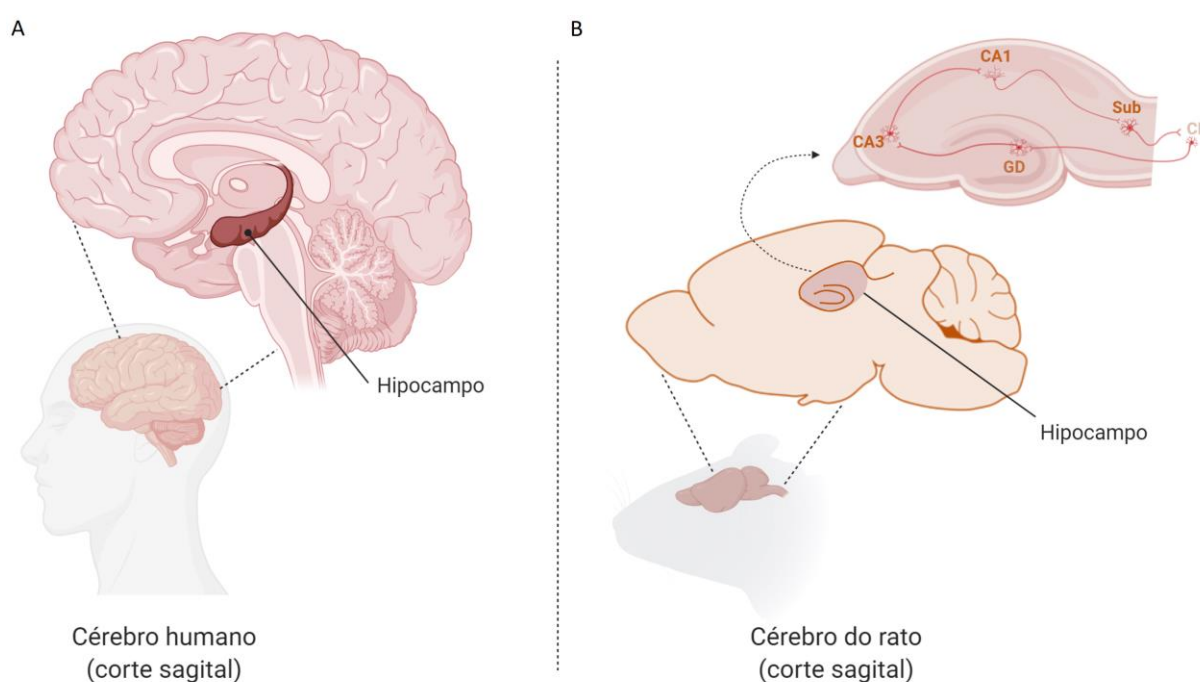 A
Hipocampo
Cérebro humano
(corte sagital)
B
CA1
Sub
CA3
GD
Hipocampo
Cérebro do rato
(corte sagital)